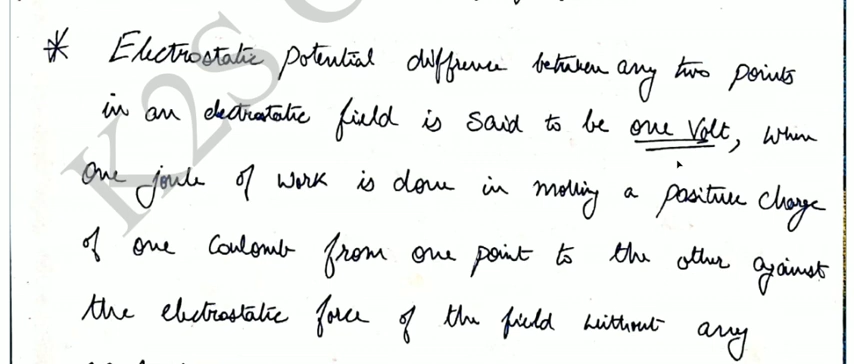 * Electrostatic potential diffrence between any two points
in an electrostatic field is said to be one Volt, when
one joule of work is done in moving a positive charge
of one Coulomb from one point to the other against
the electrostatic force of the field without any
K2S